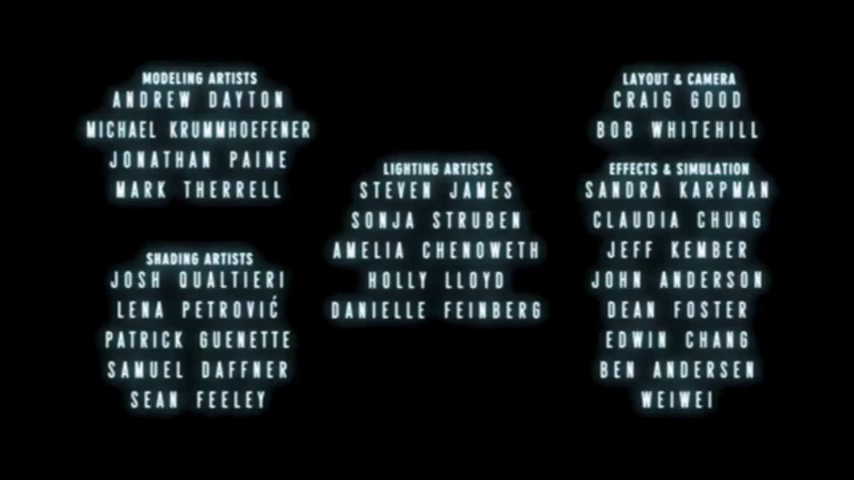 MODELING ARTISTS
ANDREW DAYTON
MICHAEL KRUMMHOEFENER
JONATHAN PAINE
MARK THERRELL
SHADING ARTISTS
JOSH QUALTIERI
LENA PETROVIĆ
PATRICK GUENETTE
SAMUEL DAFFNER
SEAN FEELEY
LIGHTING ARTISTS
STEVEN JAMES
SONJA STRUBEN
AMELIA CHENOWETH
HOLLY LLOYD
DANIELLE FEINBERG
LAYOUT & CAMERA
CRAIG GOOD
BOB WHITEHILL
EFFECTS & SIMULATION
SANDRA KARPMAN
CLAUDIA CHUNG
JEFF KEMBER
JOHN ANDERSON
DEAN FOSTER
EDWIN CHANG
BEN ANDERSEN
WEIWEI